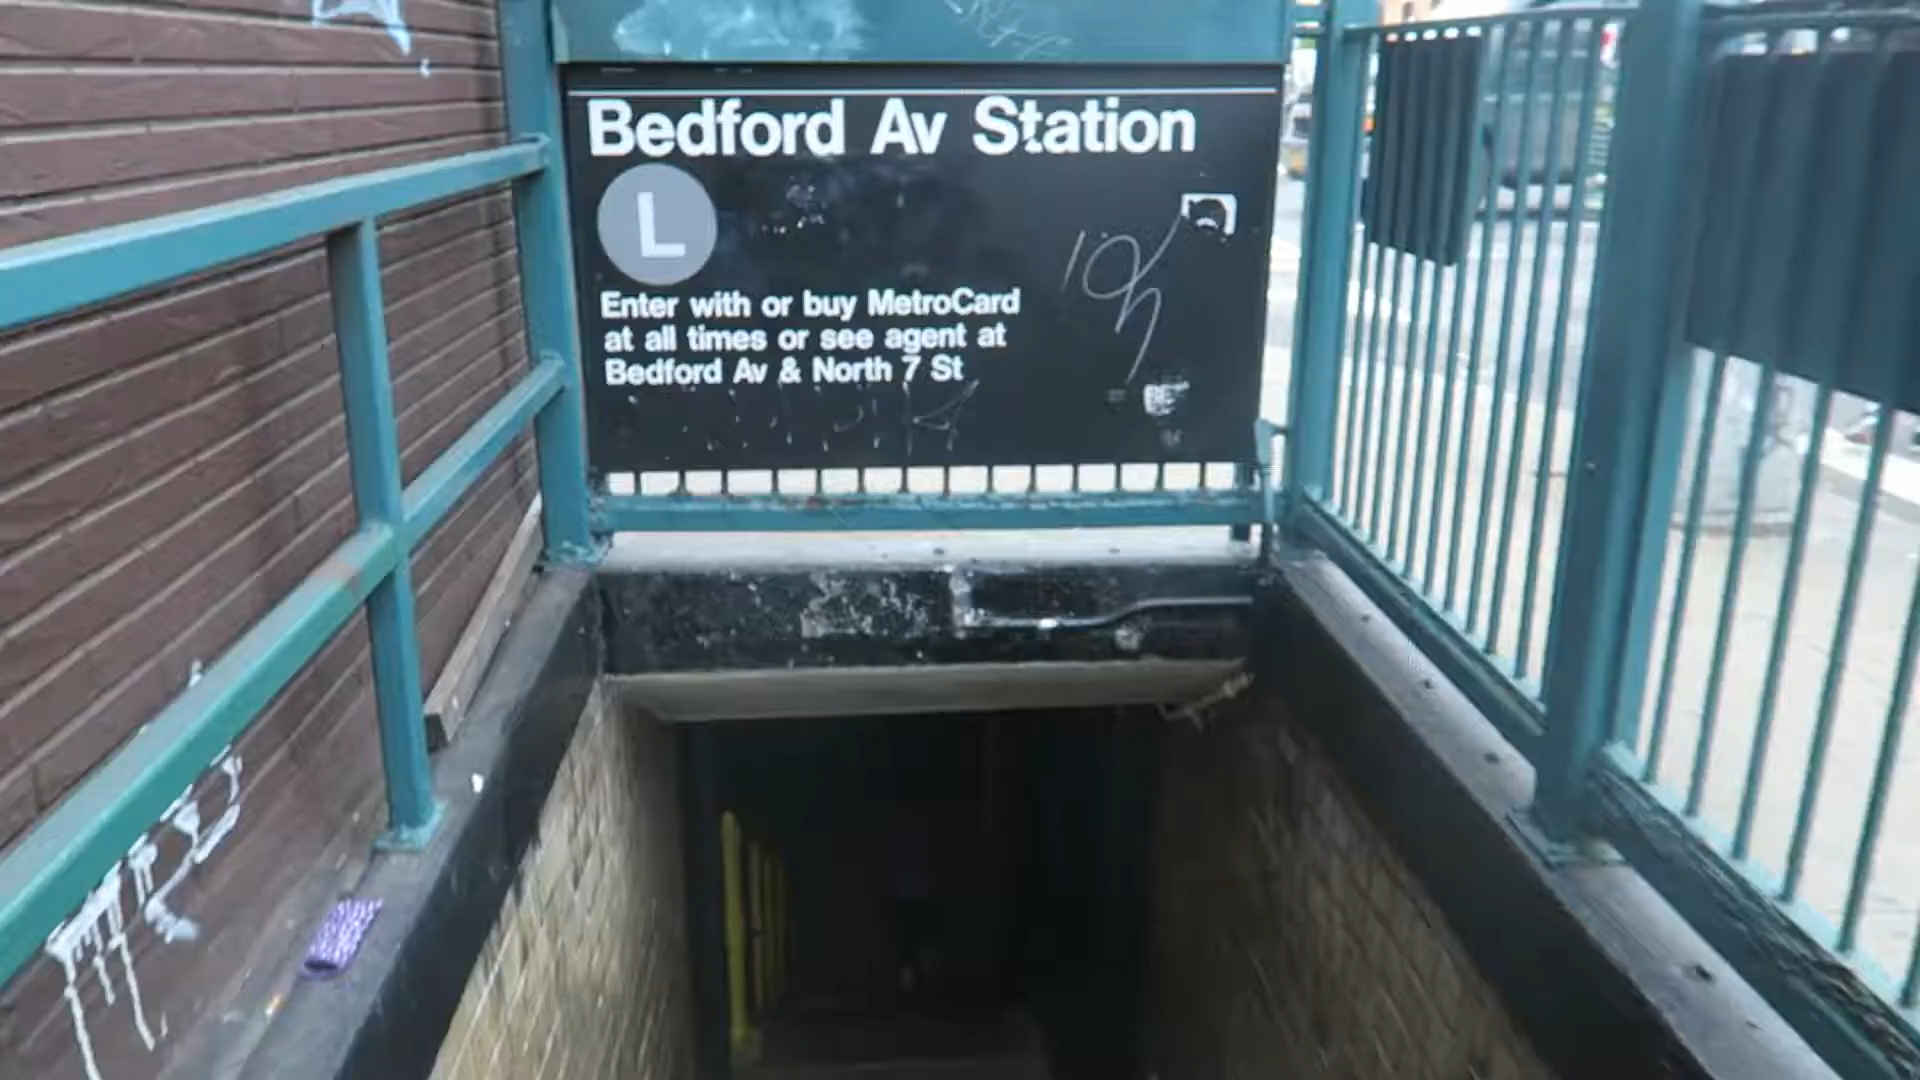 Bedford Av Station
L
Enter with or buy MetroCard
at all times or see agent at
Bedford Av & North 7 St